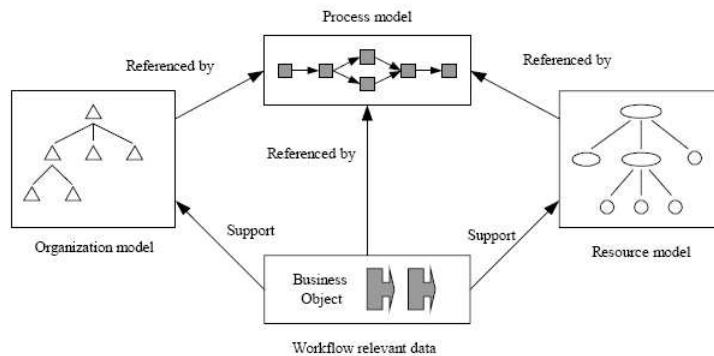 Process model
Referenced by
Referenced by
Referenced by
Organization model
Support
Support
Resource model
Business
Object
Workflow relevant data